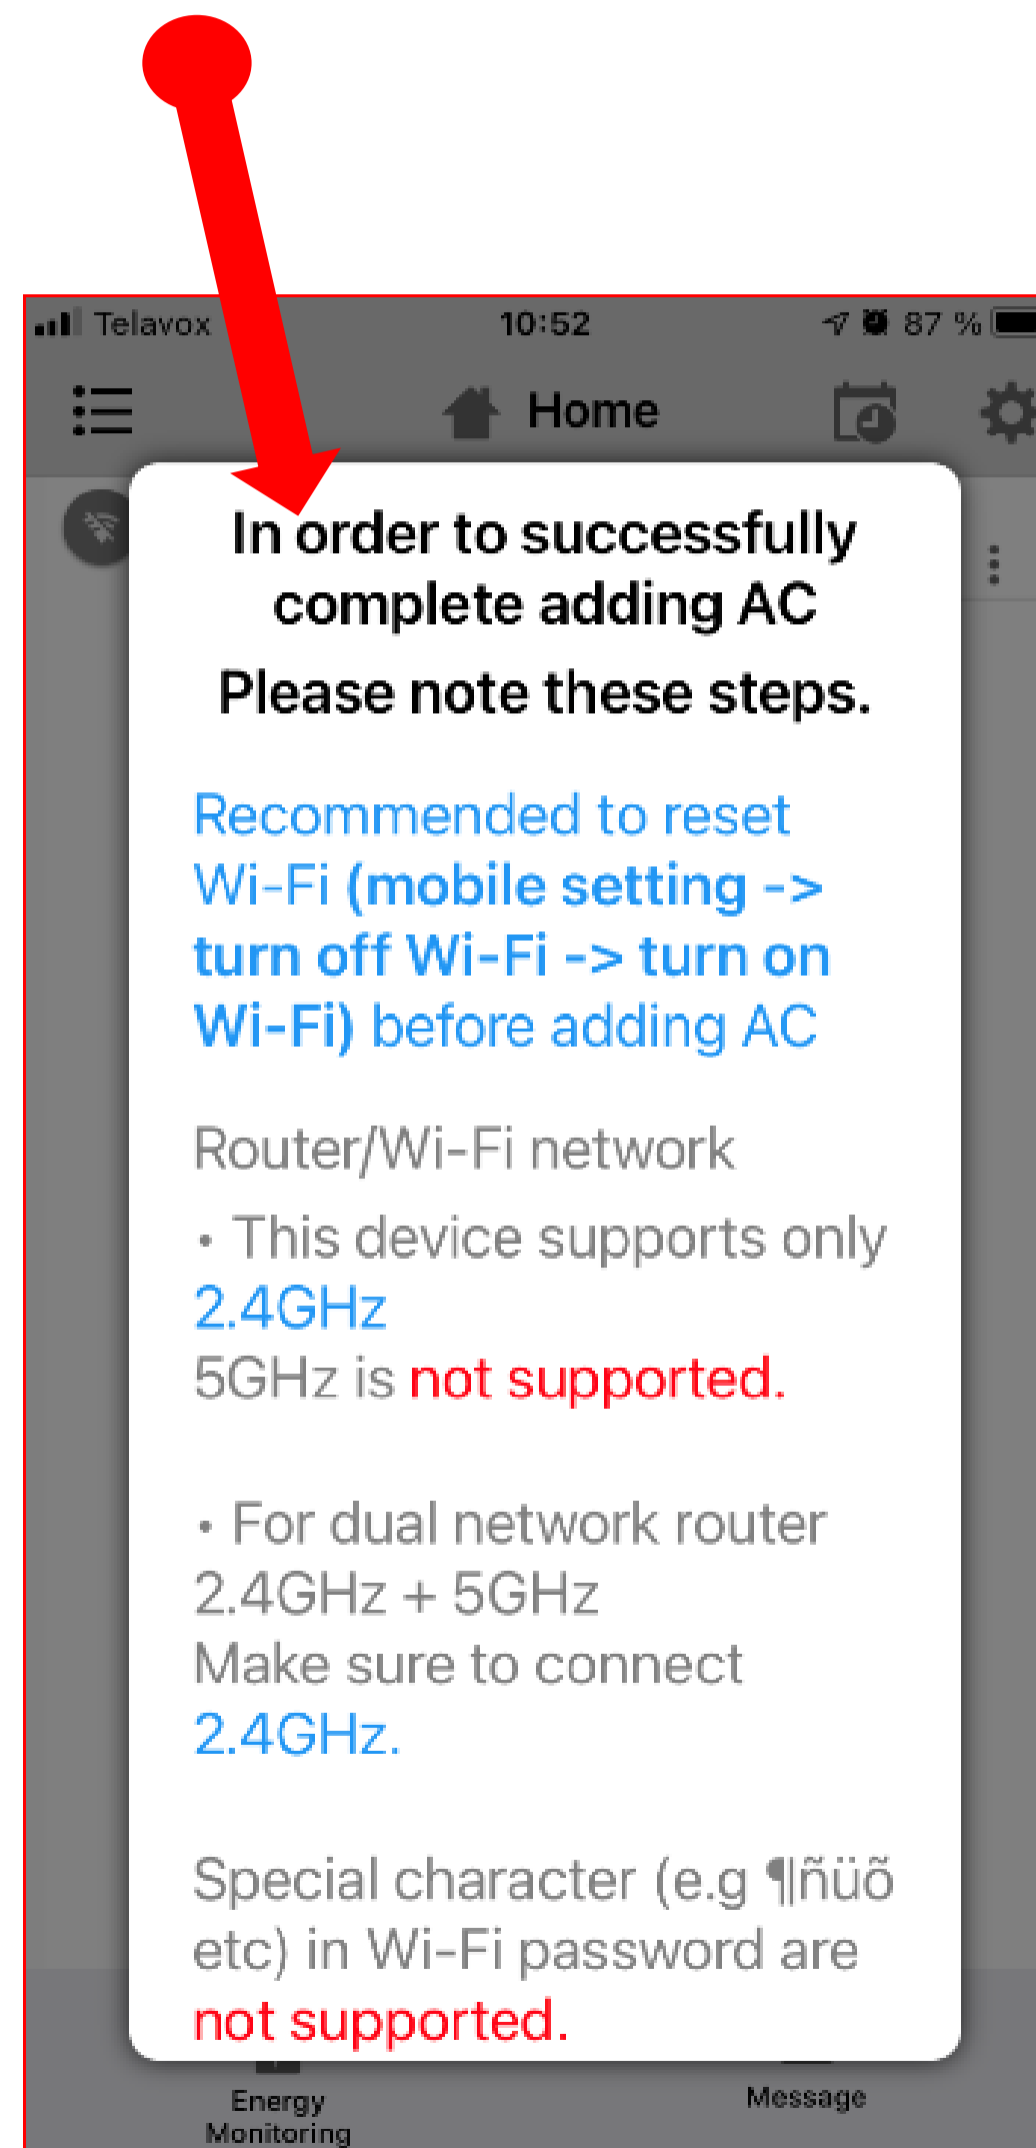 Telavox 10:52 87 %
Home
In order to successfully
complete adding AC
Please note these steps.
Recommended to reset
Wi-Fi (mobile setting ->
turn off Wi-Fi -> turn on
Wi-Fi) before adding AC
Router/Wi-Fi network
• This device supports only
2.4GHz
5GHz is not supported.
• For dual network router
2.4GHz + 5GHz
Make sure to connect
2.4GHz.
Special character (e.g ¶ñüõ
etc) in Wi-Fi password are
not supported.
Energy
Monitoring
Message